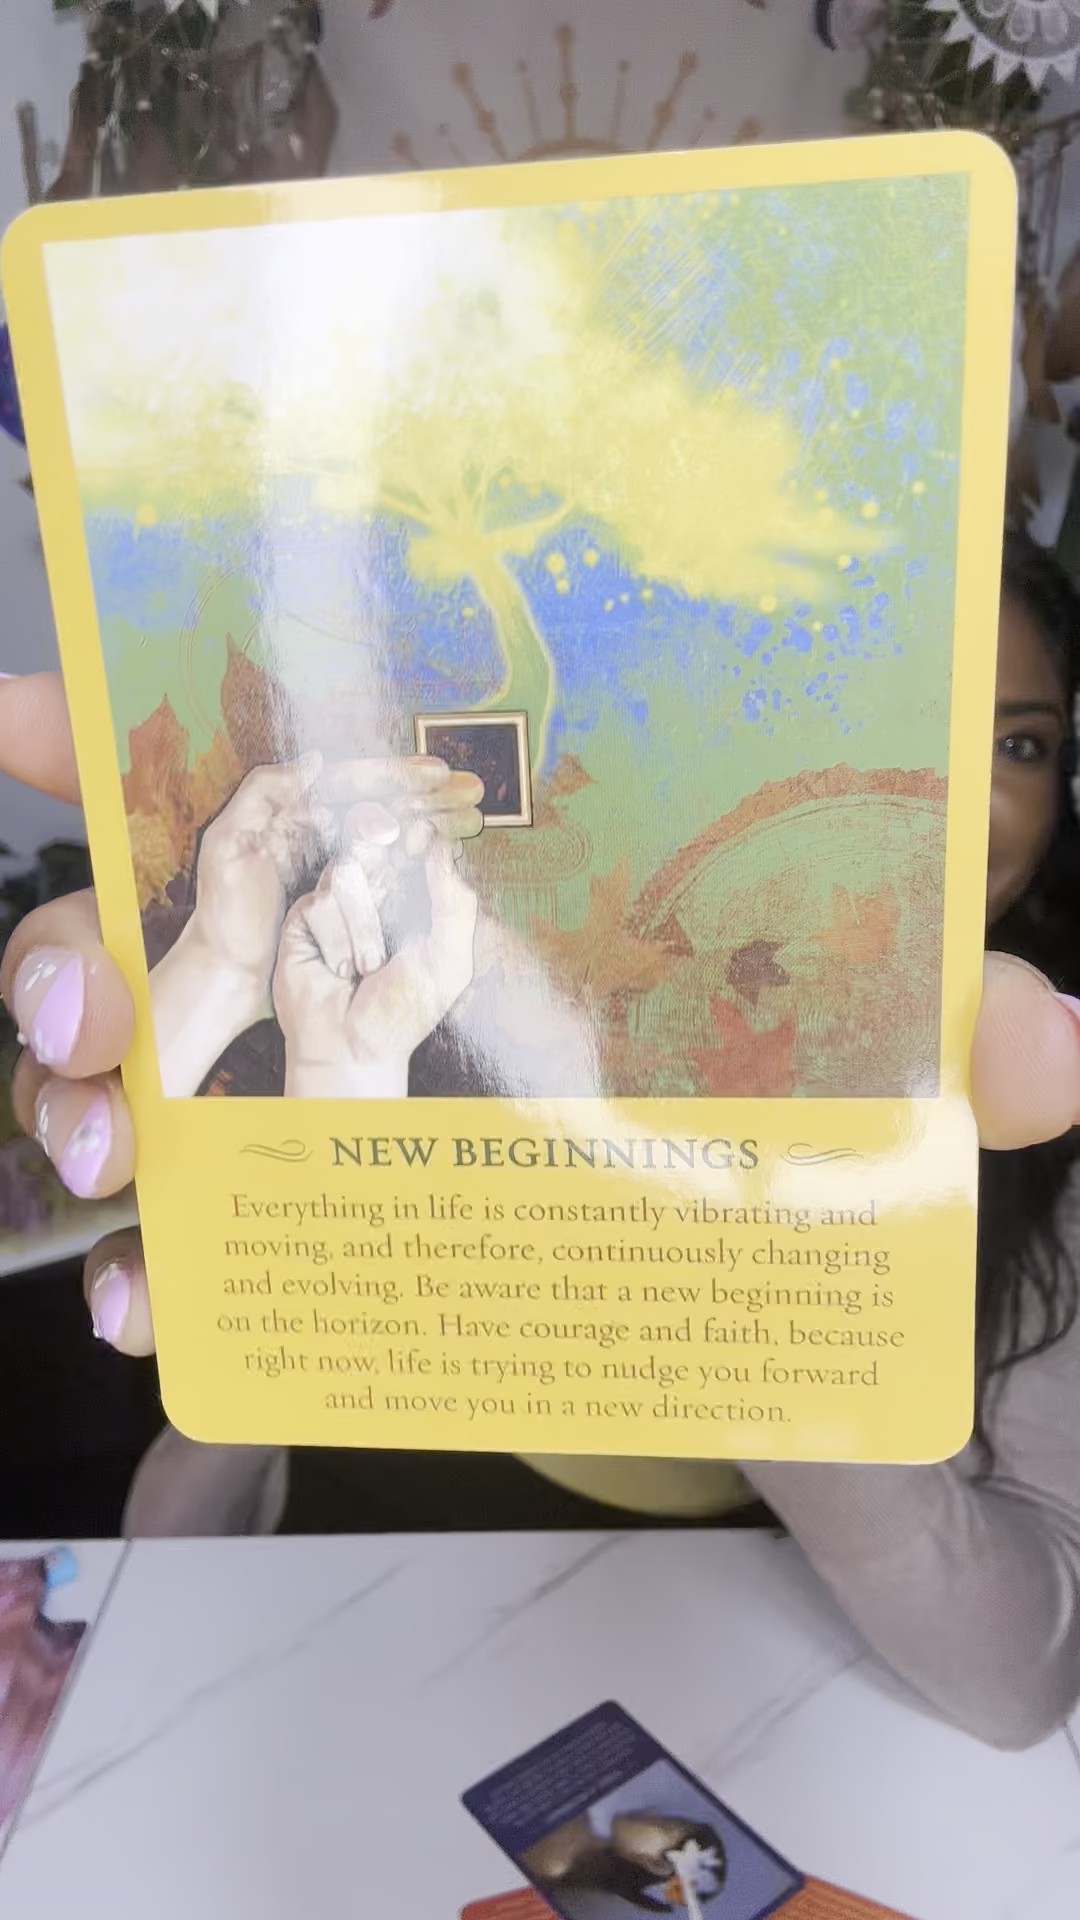 NEW BEGINNINGS
Everything in life is constantly vibrating and
moving, and therefore, continuously changing
and evolving. Be aware that a new beginning is
on the horizon. Have courage and faith, because
right now, life is trying to nudge you forward
and move you in a new direction.